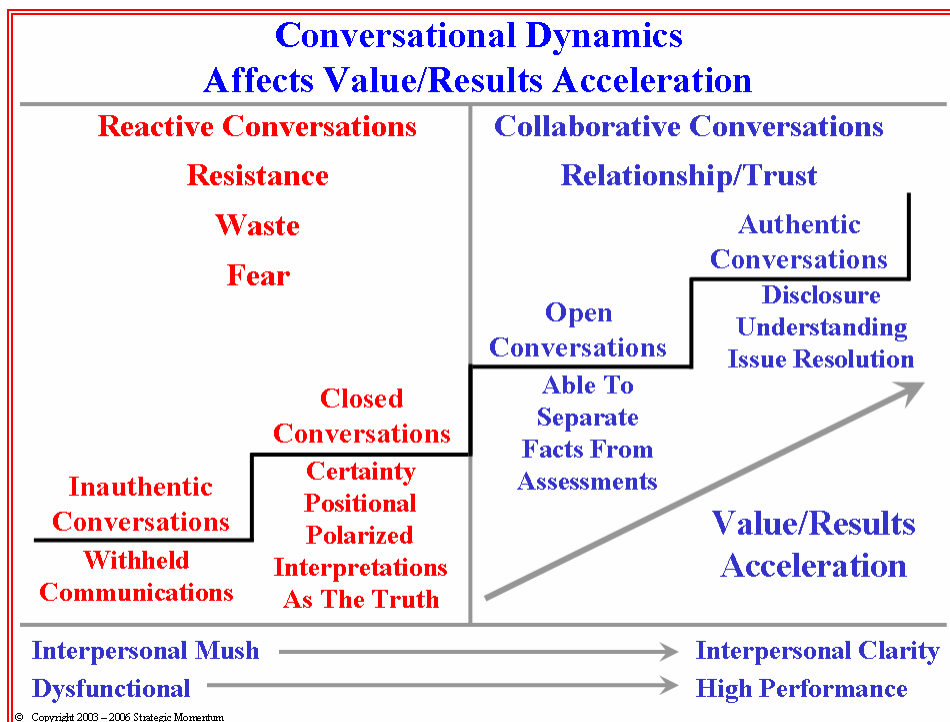 Conversational Dynamics
Affects Value/Results Acceleration
Reactive Conversations
Resistance
Waste
Fear
Closed
Conversations
Inauthentic
Conversations
Withheld
Communications
Certainty
Positional
Polarized
Interpretations
As The Truth
Collaborative Conversations
Relationship/Trust
Authentic
Conversations
Disclosure
Understanding
Issue Resolution
Open
Conversations
Able To
Separate
Facts From
Assessments
Value/Results
Acceleration
Interpersonal Mush
Interpersonal Clarity
Dysfunctional
High Performance
© Copyright 2003 – 2006 Strategic Momentum